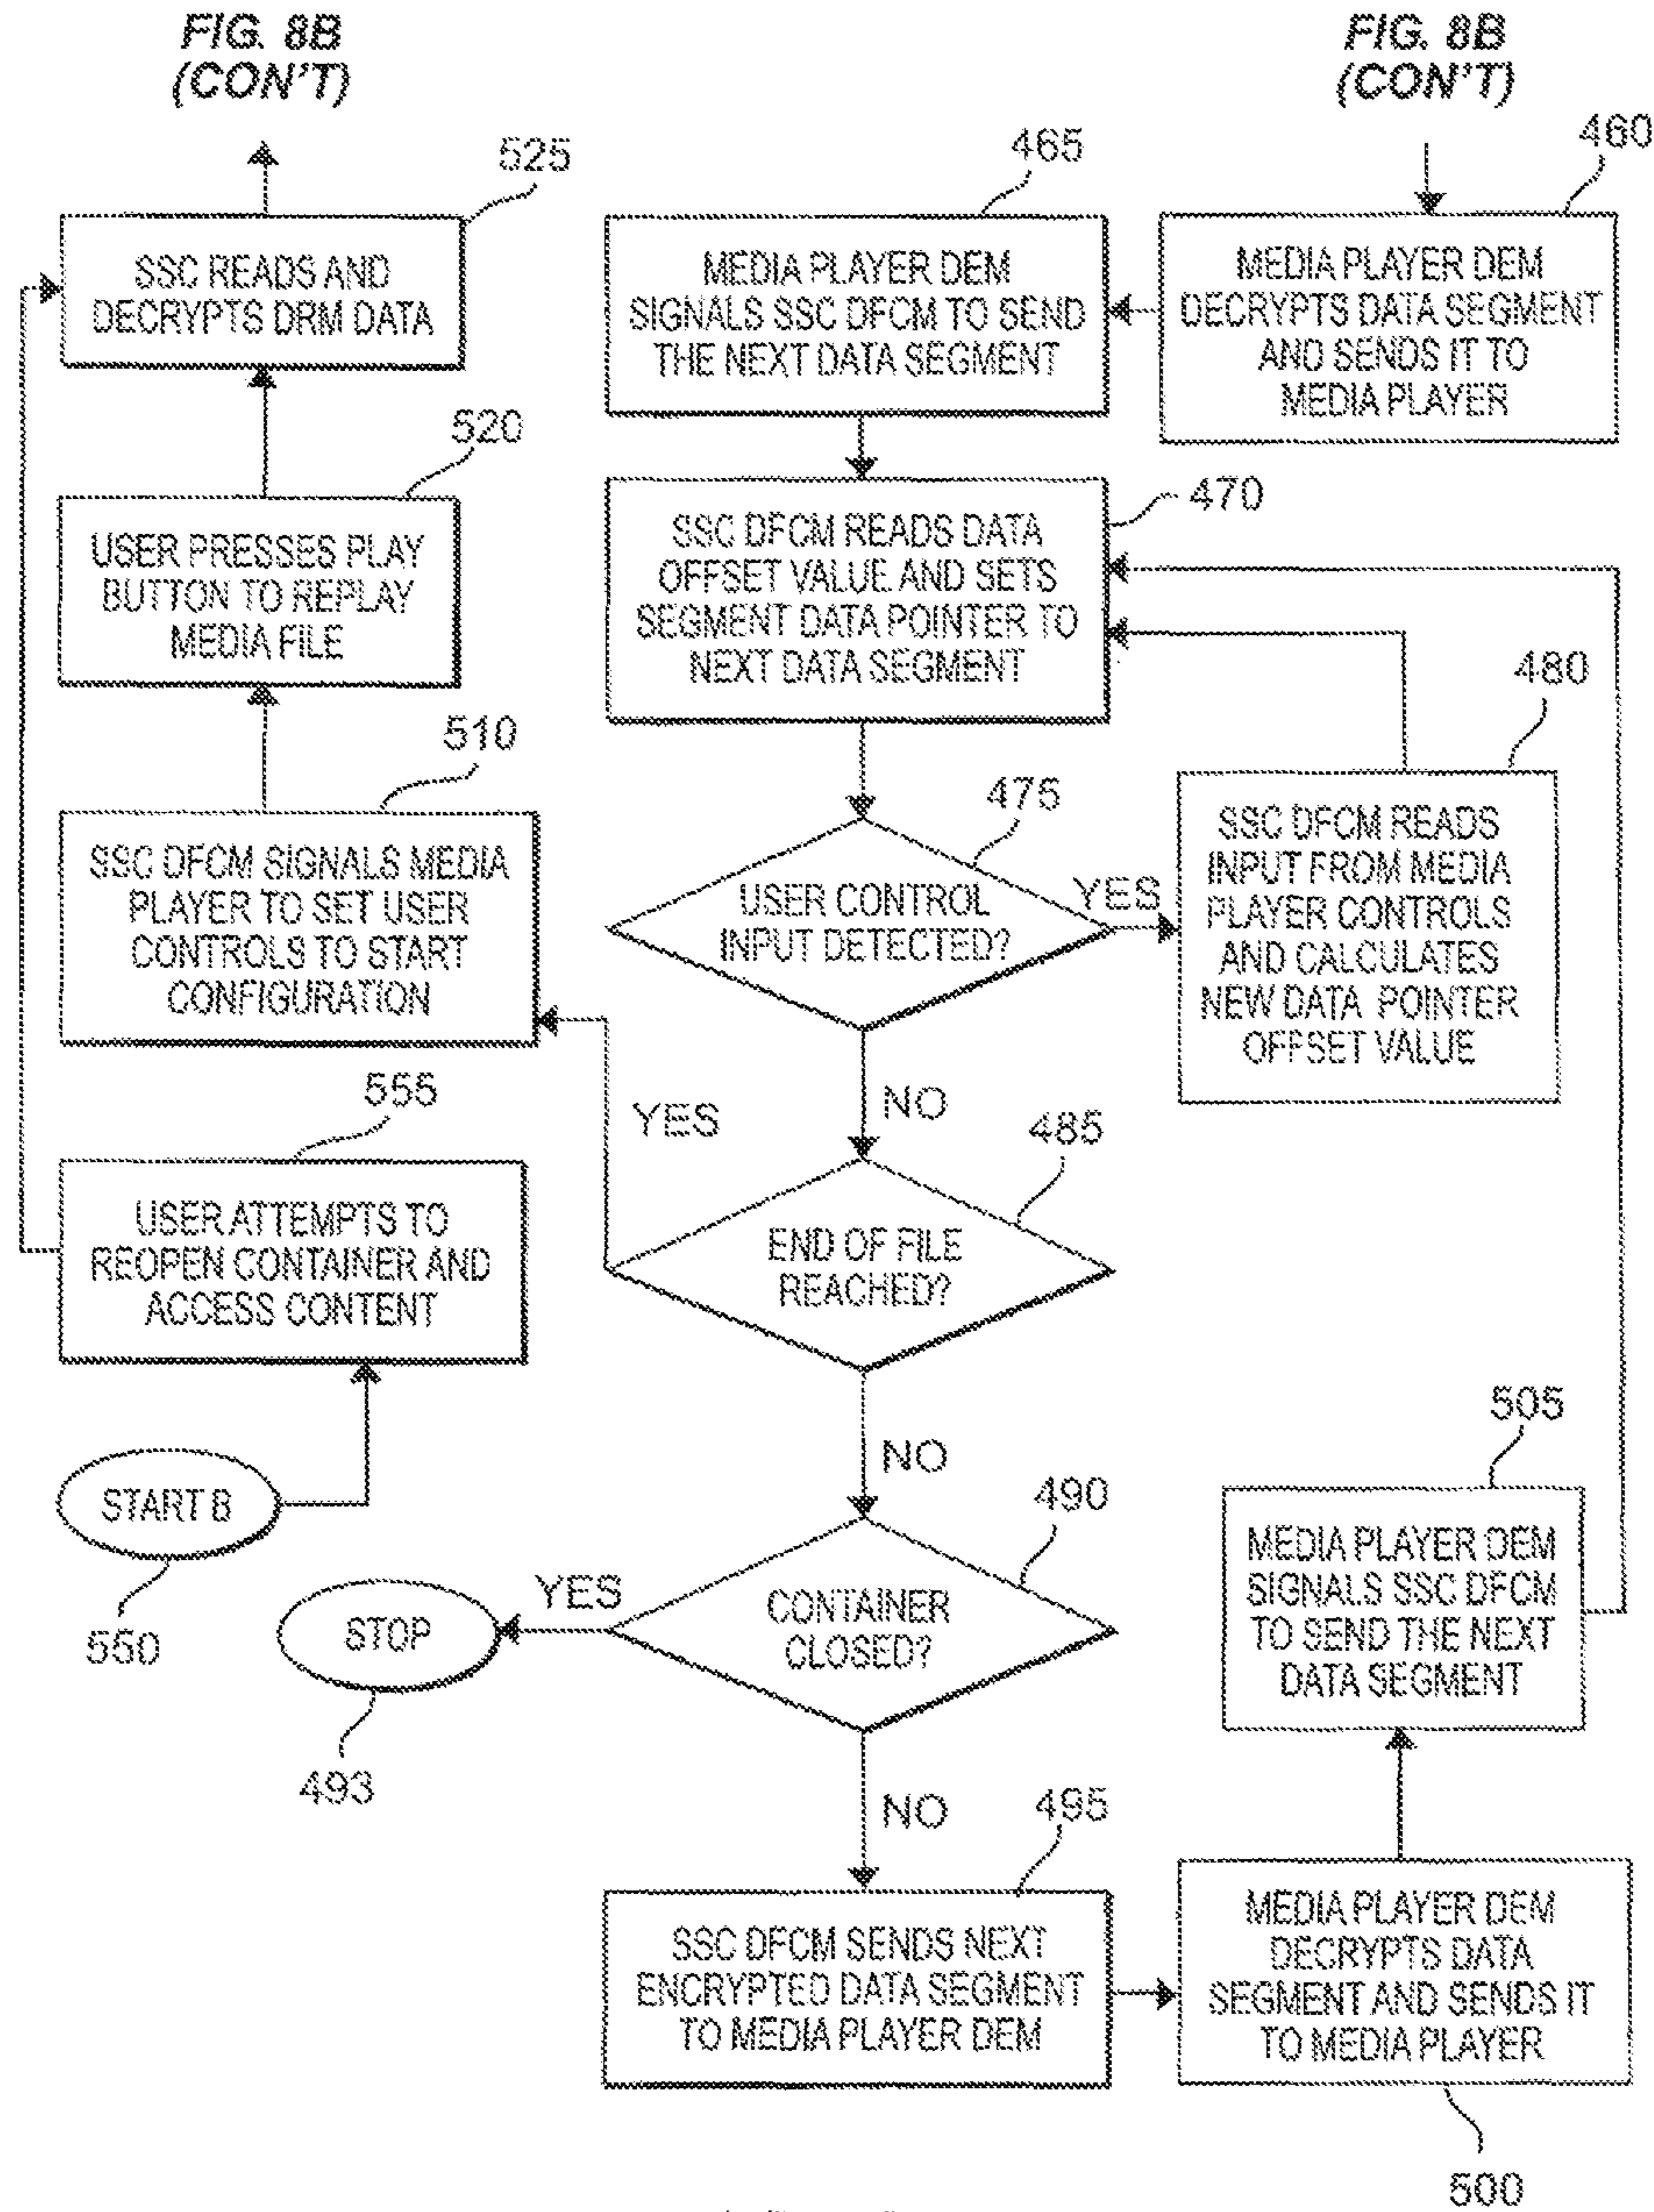 FIG. 8B
(CON'T)
FIG. 8B
(CON'T)
525
SSC READS AND
DECRYPTS DRM DATA
465
MEDIA PLAYER DEM
SIGNALS SSC DFCM TO SEND
THE NEXT DATA SEGMENT
460
MEDIA PLAYER DEM
DECRYPTS DATA SEGMENT
AND SENDS IT TO
MEDIA PLAYER
520
USER PRESSES PLAY
BUTTON TO REPLAY
MEDIA FILE
470
SSC DFCM READS DATA
OFFSET VALUE AND SETS
SEGMENT DATA POINTER TO
NEXT DATA SEGMENT
510
SSC DFCM SIGNALS MEDIA
PLAYER TO SET USER
CONTROLS TO START
CONFIGURATION
475
USER CONTROL
INPUT DETECTED?
YES
480
SSC DFCM READS
INPUT FROM MEDIA
PLAYER CONTROLS
AND CALCULATES
NEW DATA POINTER
OFFSET VALUE
NO
YES
555
USER ATTEMPTS TO
REOPEN CONTAINER AND
ACCESS CONTENT
485
END OF FILE
REACHED?
NO
START B
550
490
CONTAINER
CLOSED?
YES
STOP
493
505
MEDIA PLAYER DEM
SIGNALS SSC DFCM
TO SEND THE NEXT
DATA SEGMENT
NO
495
SSC DFCM SENDS NEXT
ENCRYPTED DATA SEGMENT
TO MEDIA PLAYER DEM
MEDIA PLAYER DEM
DECRYPTS DATA
SEGMENT AND SENDS IT
TO MEDIA PLAYER
500